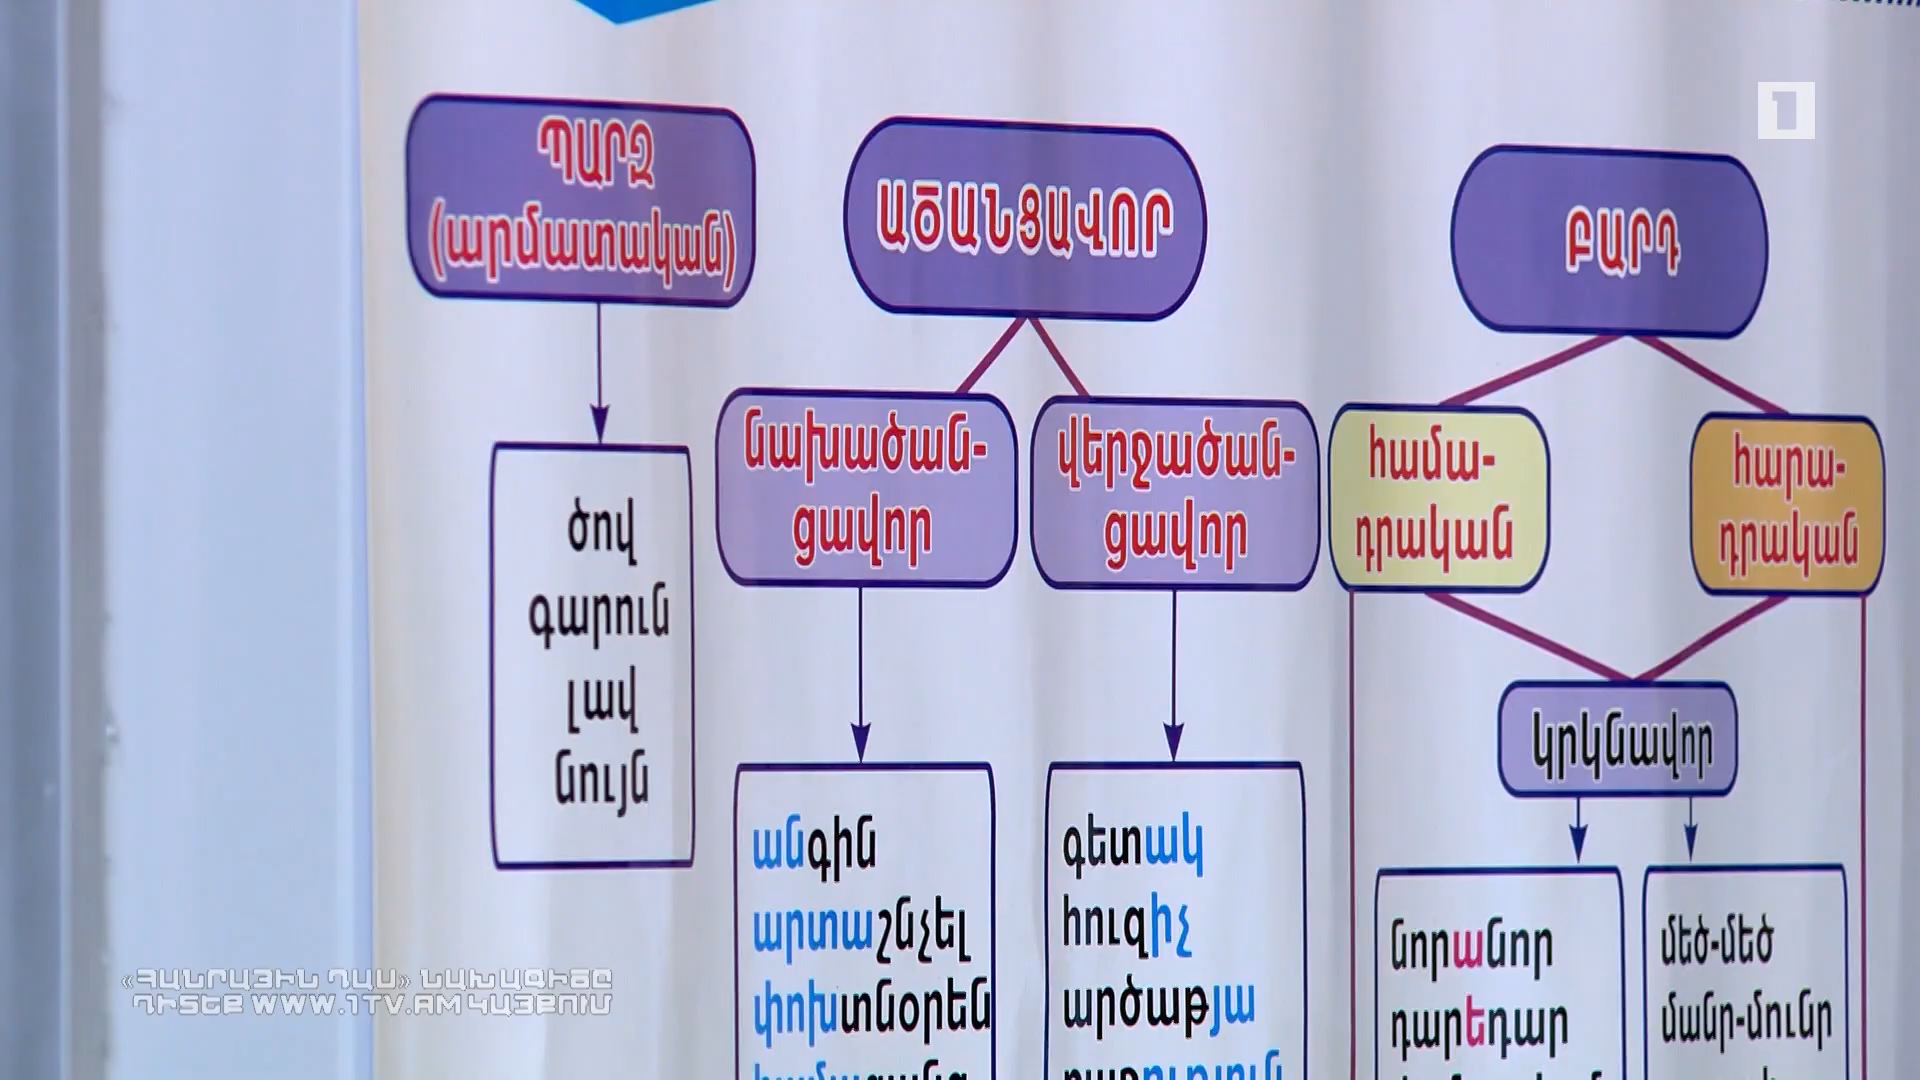 ՊԱՐԶ
(արմատական)
ԱԾԱՆՑԱՎՈՐ
ԲԱՐԴ
1
նախածան-
ցավոր
վերջածան-
ցավոր
համա-
դրական
հարա-
դրական
ծով
գարուն
լավ
նույն
կրկնավոր
անգին
արտաշնչել
փոխտնօրեն
գետակ
հուզիչ
արծաթյա
նորանոր
դարեդար
մեծ-մեծ
մանր-մունր
«ՀԱՆՐԱՅԻՆ ԴԱՍ» ՆԱԽԱԳԻԾԸ
ԴԻՏԵՔ WWW.1TV.AM ԿԱՅՔՈՒՄ